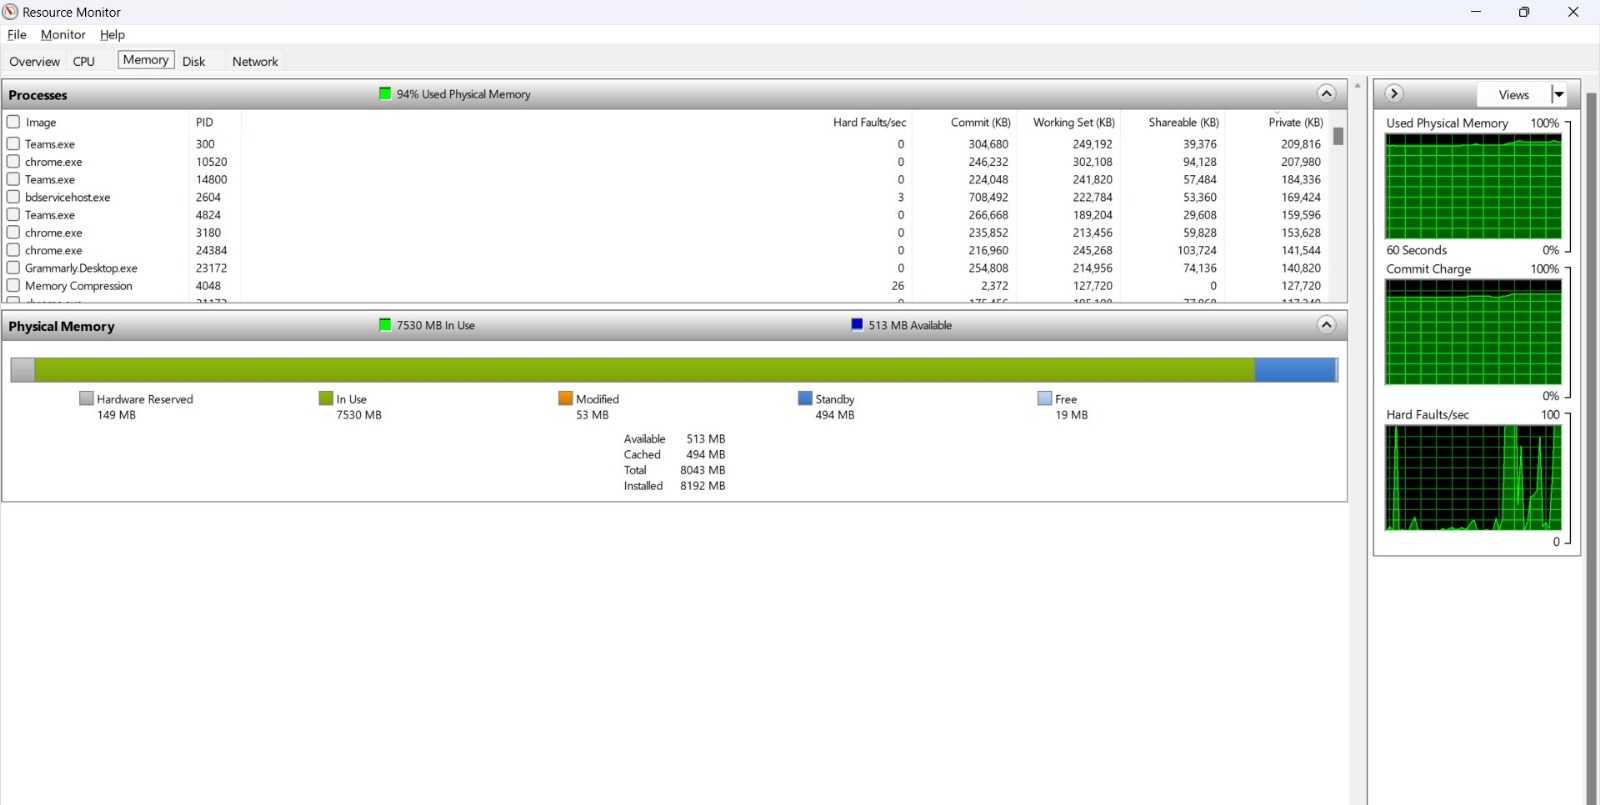 Resource Monitor
File Monitor Help
Overview CPU Memory Disk Network
Processes 94% Used Physical Memory
Image PID Hard Faults/sec Commit (KB) Working Set (KB) Shareable (KB) Private (KB)
Teams.exe 300 0 304,680 249,192 39,376 209,816
chrome.exe 10520 0 246,232 302,108 94,128 207,980
Teams.exe 14800 0 224,048 241,820 57,484 184,336
bdservicehost.exe 2604 3 708,492 222,784 53,360 169,424
Teams.exe 4824 0 266,668 189,204 29,608 159,596
chrome.exe 3180 0 235,852 213,456 59,828 153,628
chrome.exe 24384 0 216,960 245,268 103,724 141,544
Grammarly.Desktop.exe 23172 0 254,808 214,956 74,136 140,820
Memory Compression 4048 26 2,372 127,720 0 127,720
Physical Memory 7530 MB In Use 513 MB Available
Hardware Reserved In Use Modified Standby Free
149 MB 7530 MB 53 MB 494 MB 19 MB
Available 513 MB
Cached 494 MB
Total 8043 MB
Installed 8192 MB
Views
Used Physical Memory 100%
60 Seconds 0%
Commit Charge 100%
0%
Hard Faults/sec 100
0